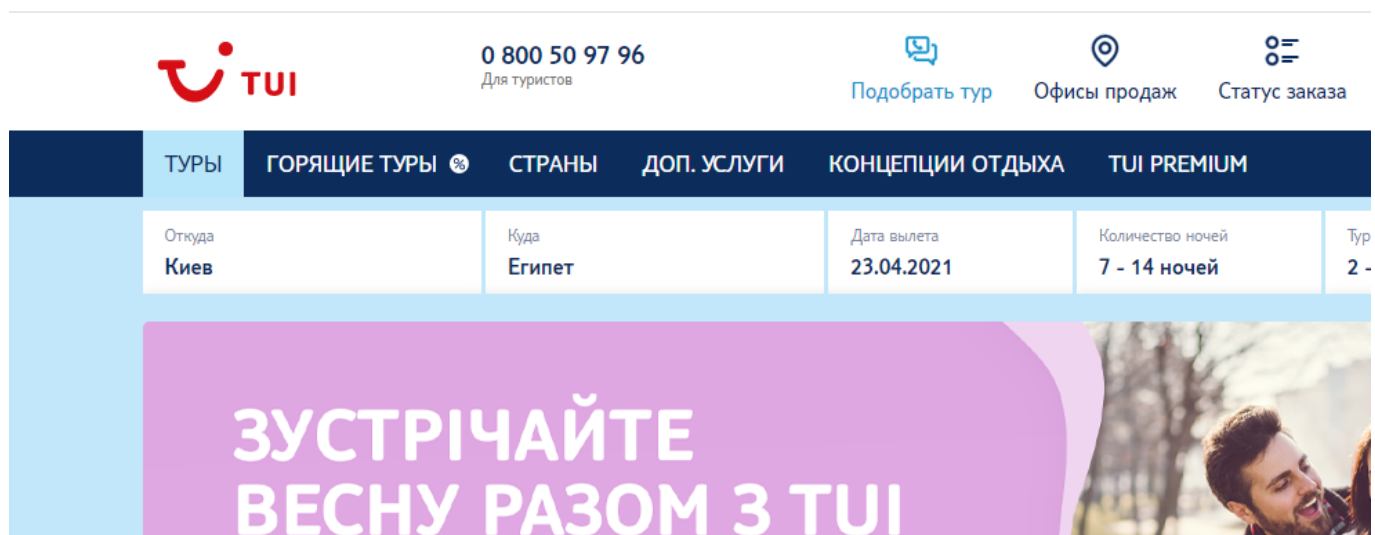 TUI
0 800 50 97 96
Для туристов
Подобрать тур
Офисы продаж
Статус заказа
ТУРЫ ГОРЯЩИЕ ТУРЫ % СТРАНЫ ДОП. УСЛУГИ КОНЦЕПЦИИ ОТДЫХА TUI PREMIUM
Откуда
Киев
Куда
Египет
Дата вылета
23.04.2021
Количество ночей
7 - 14 ночей
2 -
ЗУСТРІЧАЙТЕ
ВЕСНУ РАЗОМ З TUI